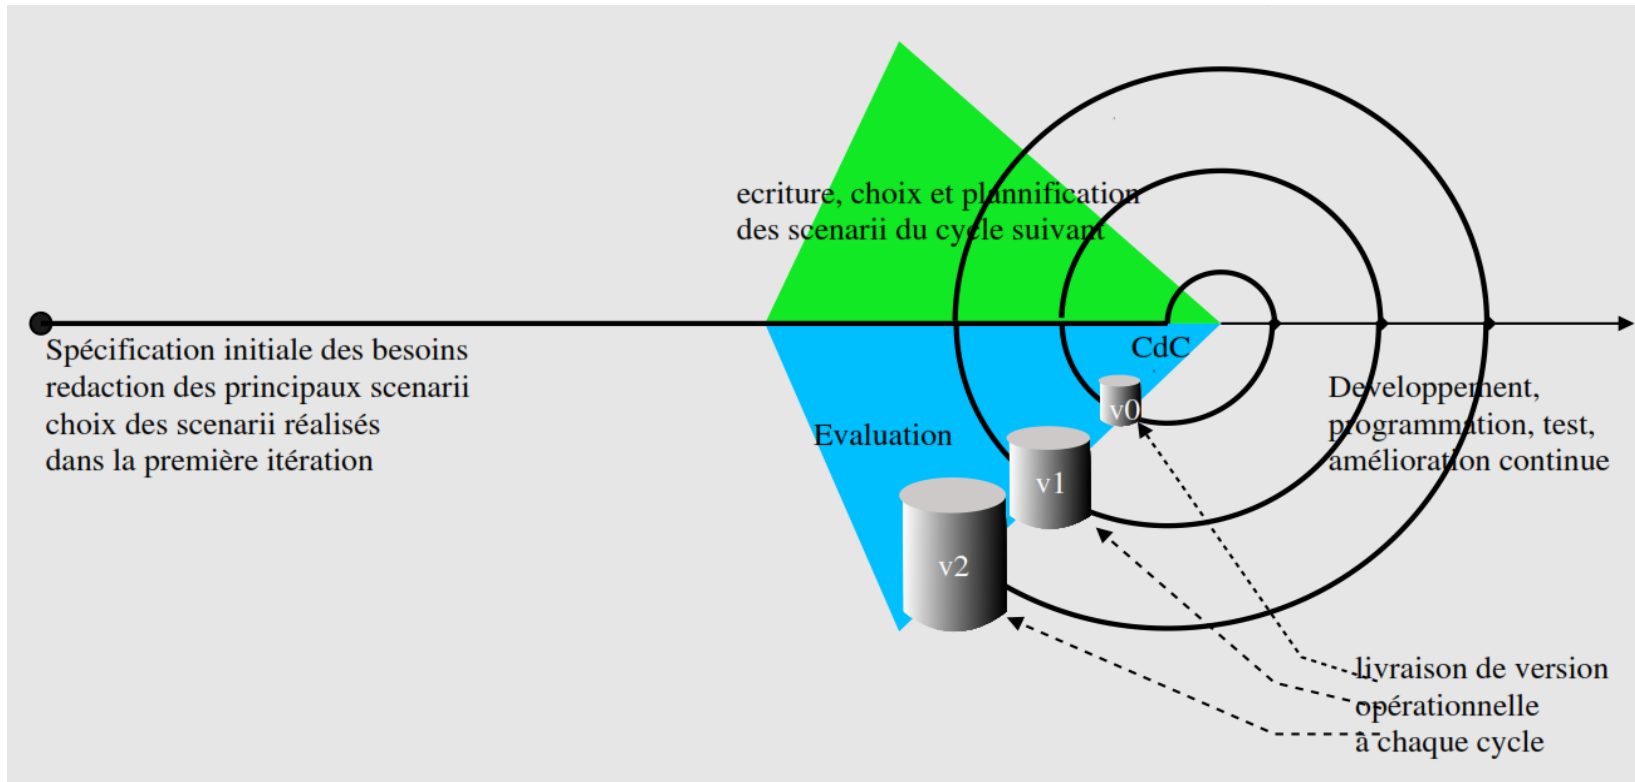 ecriture, choix et plannification
des scenarii du cycle suivant
Spécification initiale des besoins
redaction des principaux scenarii
choix des scenarii réalisés
dans la première itération
CdC
Developpement,
programmation, test,
amélioration continue
v0
Evaluation
v1
v2
livraison de version
opérationnelle
à chaque cycle